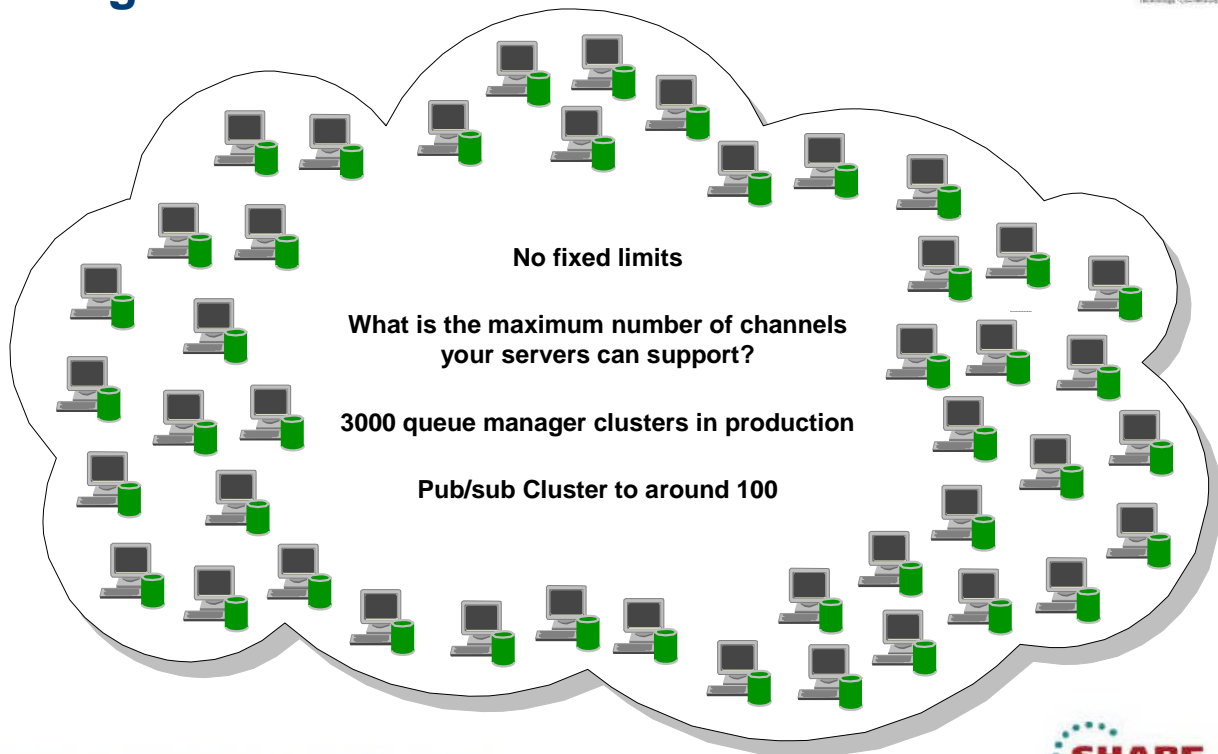 No fixed limits
What is the maximum number of channels
your servers can support?
3000 queue manager clusters in production
Pub/sub Cluster to around 100